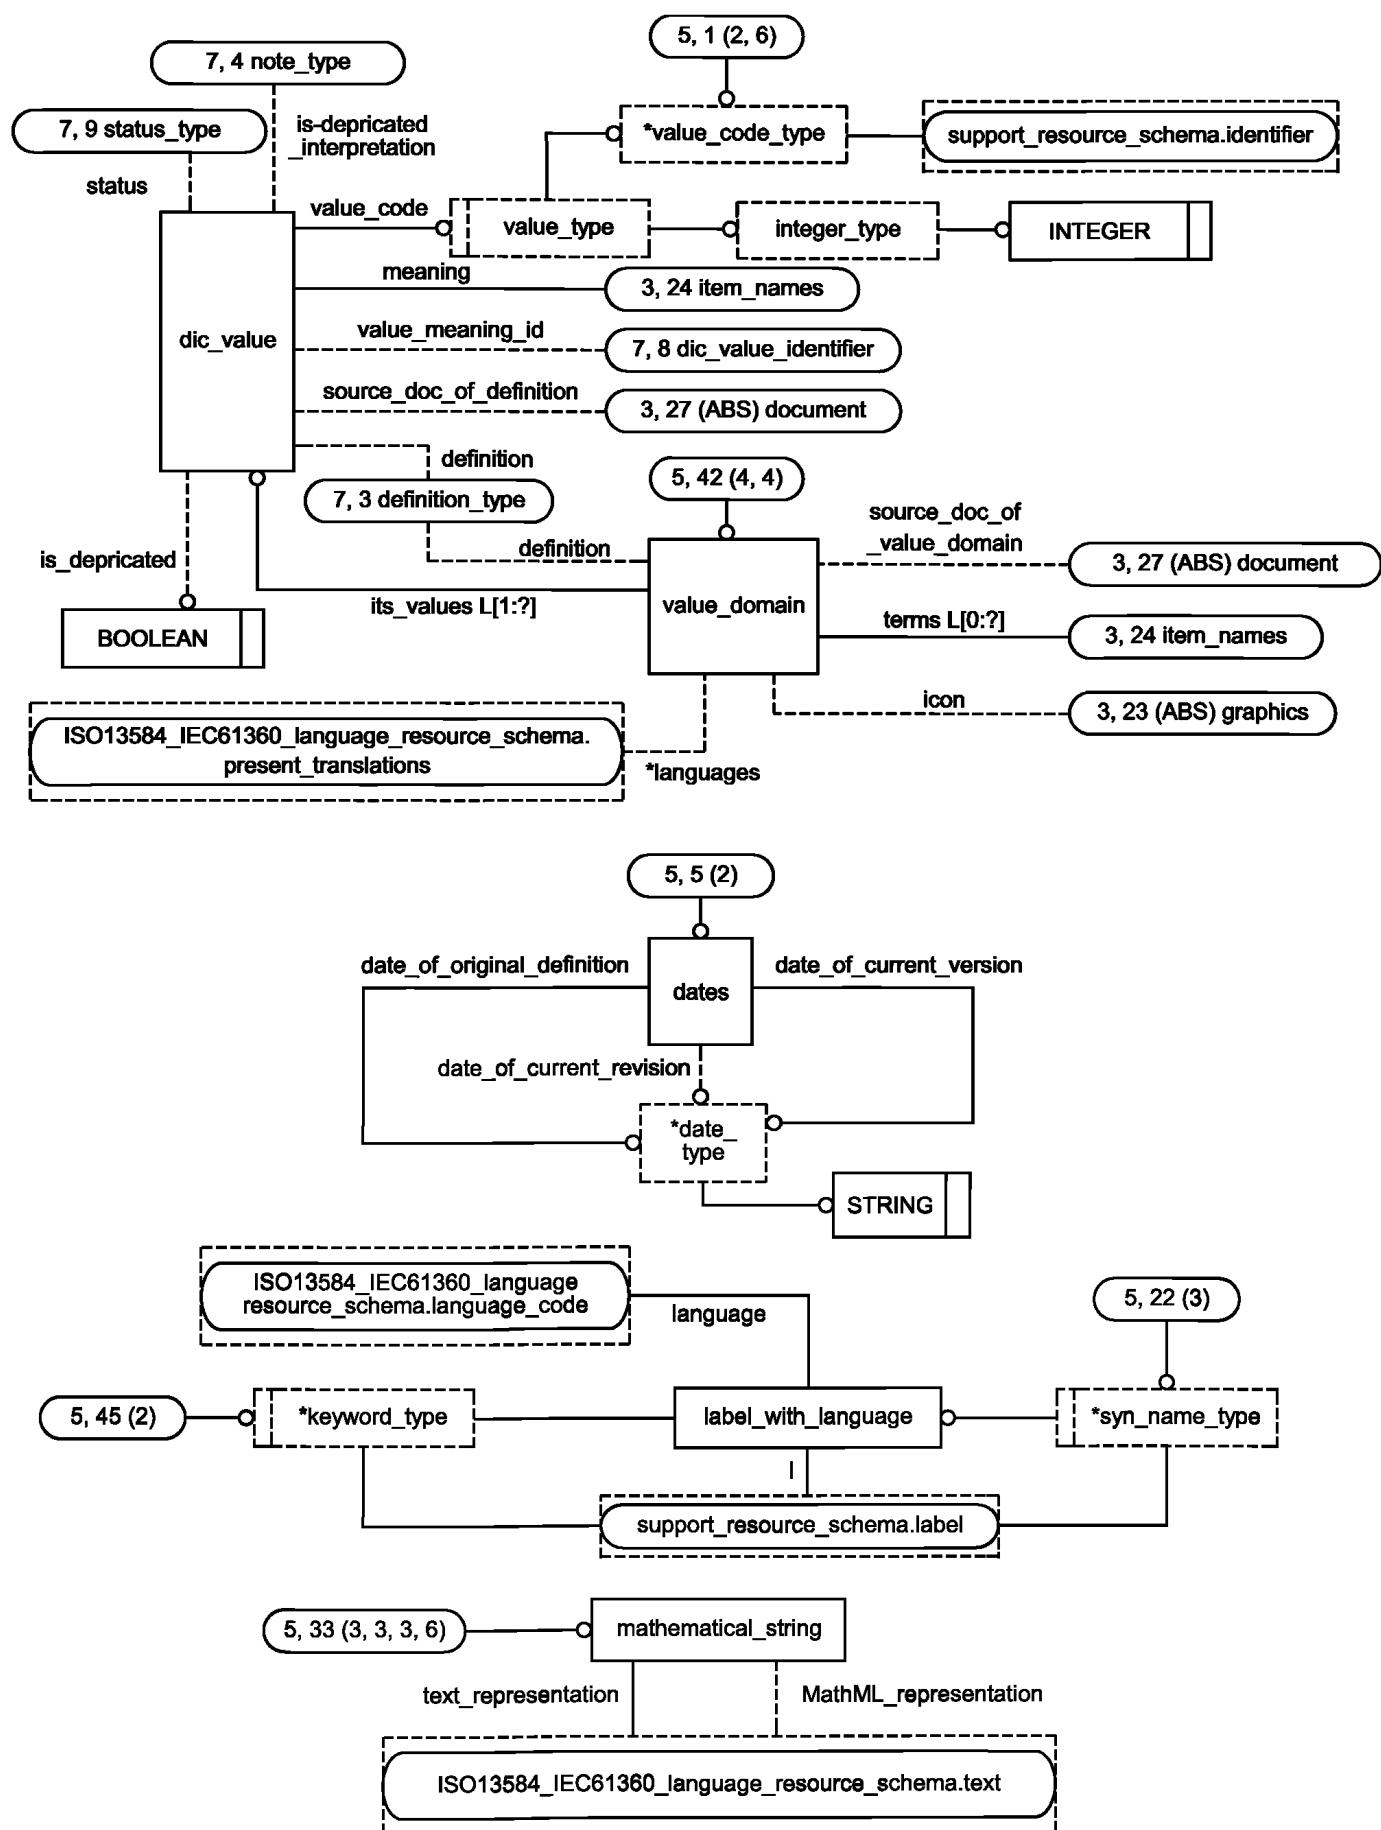 5, 1 (2, 6)
7, 4 note_type
7, 9 status_type
is-depricated
_interpretation
*value_code_type
support_resource_schema.identifier
status
value_code
value_type
integer_type
INTEGER
meaning
3, 24 item_names
dic_value
value_meaning_id
7, 8 dic_value_identifier
source_doc_of_definition
3, 27 (ABS) document
definition
7, 3 definition_type
5, 42 (4, 4)
source_doc_of
_value_domain
is_depricated
definition
3, 27 (ABS) document
its_values L[1:?]
value_domain
terms L[0:?]
3, 24 item_names
BOOLEAN
icon
3, 23 (ABS) graphics
ISO13584_IEC61360_language_resource_schema.
present_translations
*languages
5, 5 (2)
date_of_original_definition
dates
date_of_current_version
date_of_current_revision
*date_
type
STRING
ISO13584_IEC61360_language
resource_schema.language_code
language
5, 22 (3)
5, 45 (2)
*keyword_type
label_with_language
*syn_name_type
l
support_resource_schema.label
5, 33 (3, 3, 3, 6)
mathematical_string
text_representation
MathML_representation
ISO13584_IEC61360_language_resource_schema.text